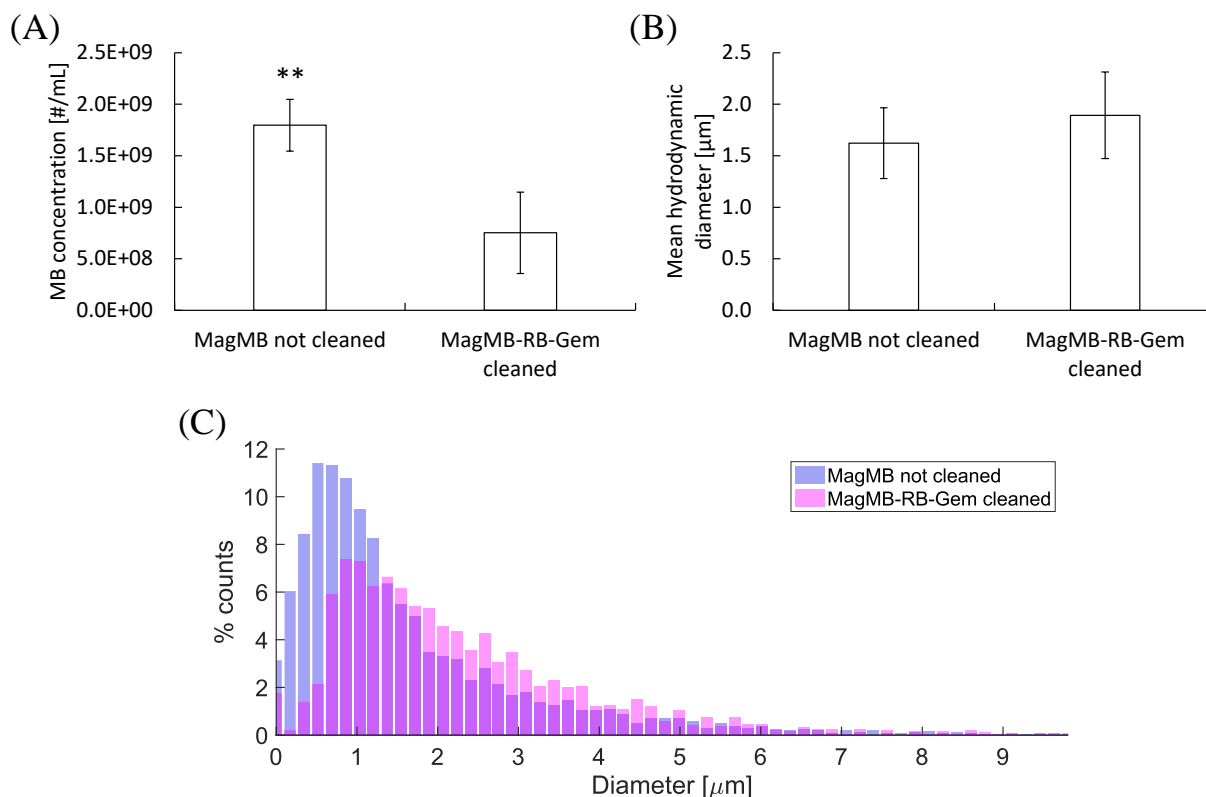 (A)
MB concentration [#/mL]
2.5E+09
2.0E+09
1.5E+09
1.0E+09
5.0E+08
0.0E+00
**
MagMB not cleaned
MagMB-RB-Gem
cleaned
(B)
Mean hydrodynamic
diameter [μm]
2.5
2.0
1.5
1.0
0.5
0.0
MagMB not cleaned
MagMB-RB-Gem
cleaned
(C)
% counts
12
10
8
6
4
2
0
MagMB not cleaned
MagMB-RB-Gem cleaned
0 1 2 3 4 5 6 7 8 9
Diameter [μm]